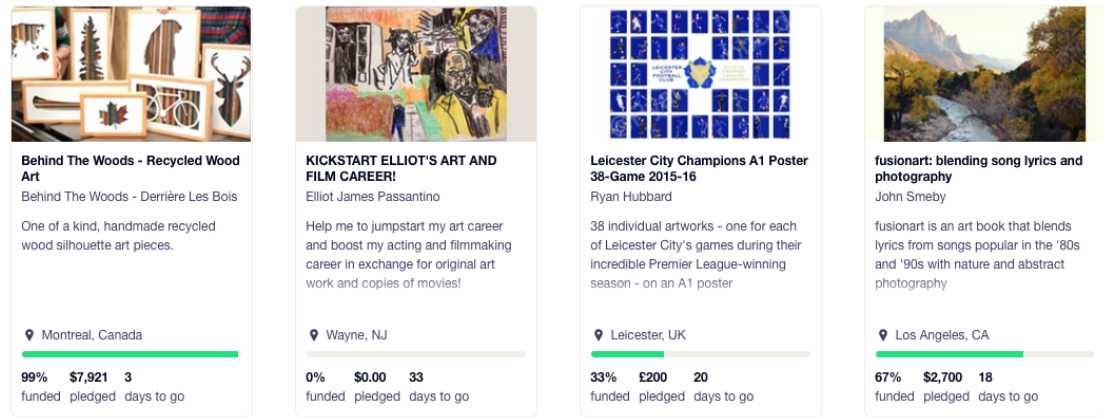 Behind The Woods - Recycled Wood
Art
Behind The Woods - Derrière Les Bois
One of a kind, handmade recycled
wood silhouette art pieces.
Montreal, Canada
99% $7,921 3
funded pledged days to go
KICKSTART ELLIOT'S ART AND
FILM CAREER!
Elliot James Passantino
Help me to jumpstart my art career
and boost my acting and filmmaking
career in exchange for original art
work and copies of movies!
Wayne, NJ
0% $0.00 33
funded pledged days to go
LEICESTER
CITY
FOOTBALL
CLUB
Leicester City Champions A1 Poster
38-Game 2015-16
Ryan Hubbard
38 individual artworks - one for each
of Leicester City's games during their
incredible Premier League-winning
season - on an A1 poster
Leicester, UK
33% £200 20
funded pledged days to go
fusionart: blending song lyrics and
photography
John Smeby
fusionart is an art book that blends
lyrics from songs popular in the '80s
and '90s with nature and abstract
photography
Los Angeles, CA
67% $2,700 18
funded pledged days to go